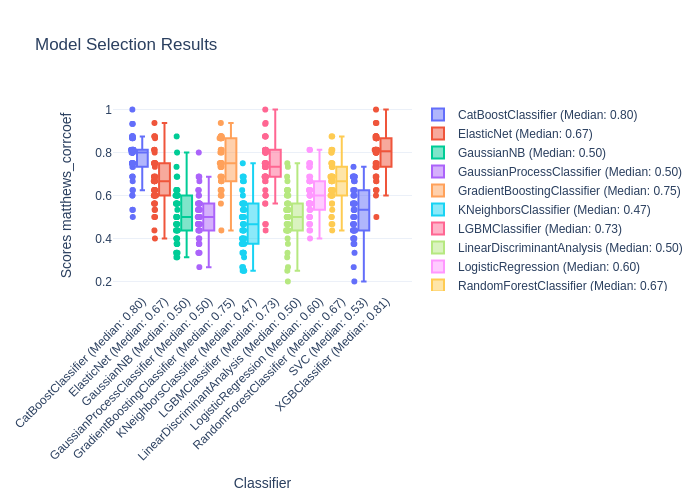 Model Selection Results
Scores matthews_corrcoef
1
0.8
0.6
0.4
0.2
CatBoostClassifier (Median: 0.80)
ElasticNet (Median: 0.67)
GaussianNB (Median: 0.50)
GaussianProcessClassifier (Median: 0.50)
GradientBoostingClassifier (Median: 0.75)
KNeighborsClassifier (Median: 0.47)
LGBMClassifier (Median: 0.73)
LinearDiscriminantAnalysis (Median: 0.50)
LogisticRegression (Median: 0.60)
RandomForestClassifier (Median: 0.67)
SVC (Median: 0.53)
XGBClassifier (Median: 0.81)
Classifier
CatBoostClassifier (Median: 0.80)
ElasticNet (Median: 0.67)
GaussianNB (Median: 0.50)
GaussianProcessClassifier (Median: 0.50)
GradientBoostingClassifier (Median: 0.75)
KNeighborsClassifier (Median: 0.47)
LGBMClassifier (Median: 0.73)
LinearDiscriminantAnalysis (Median: 0.50)
LogisticRegression (Median: 0.60)
RandomForestClassifier (Median: 0.67)